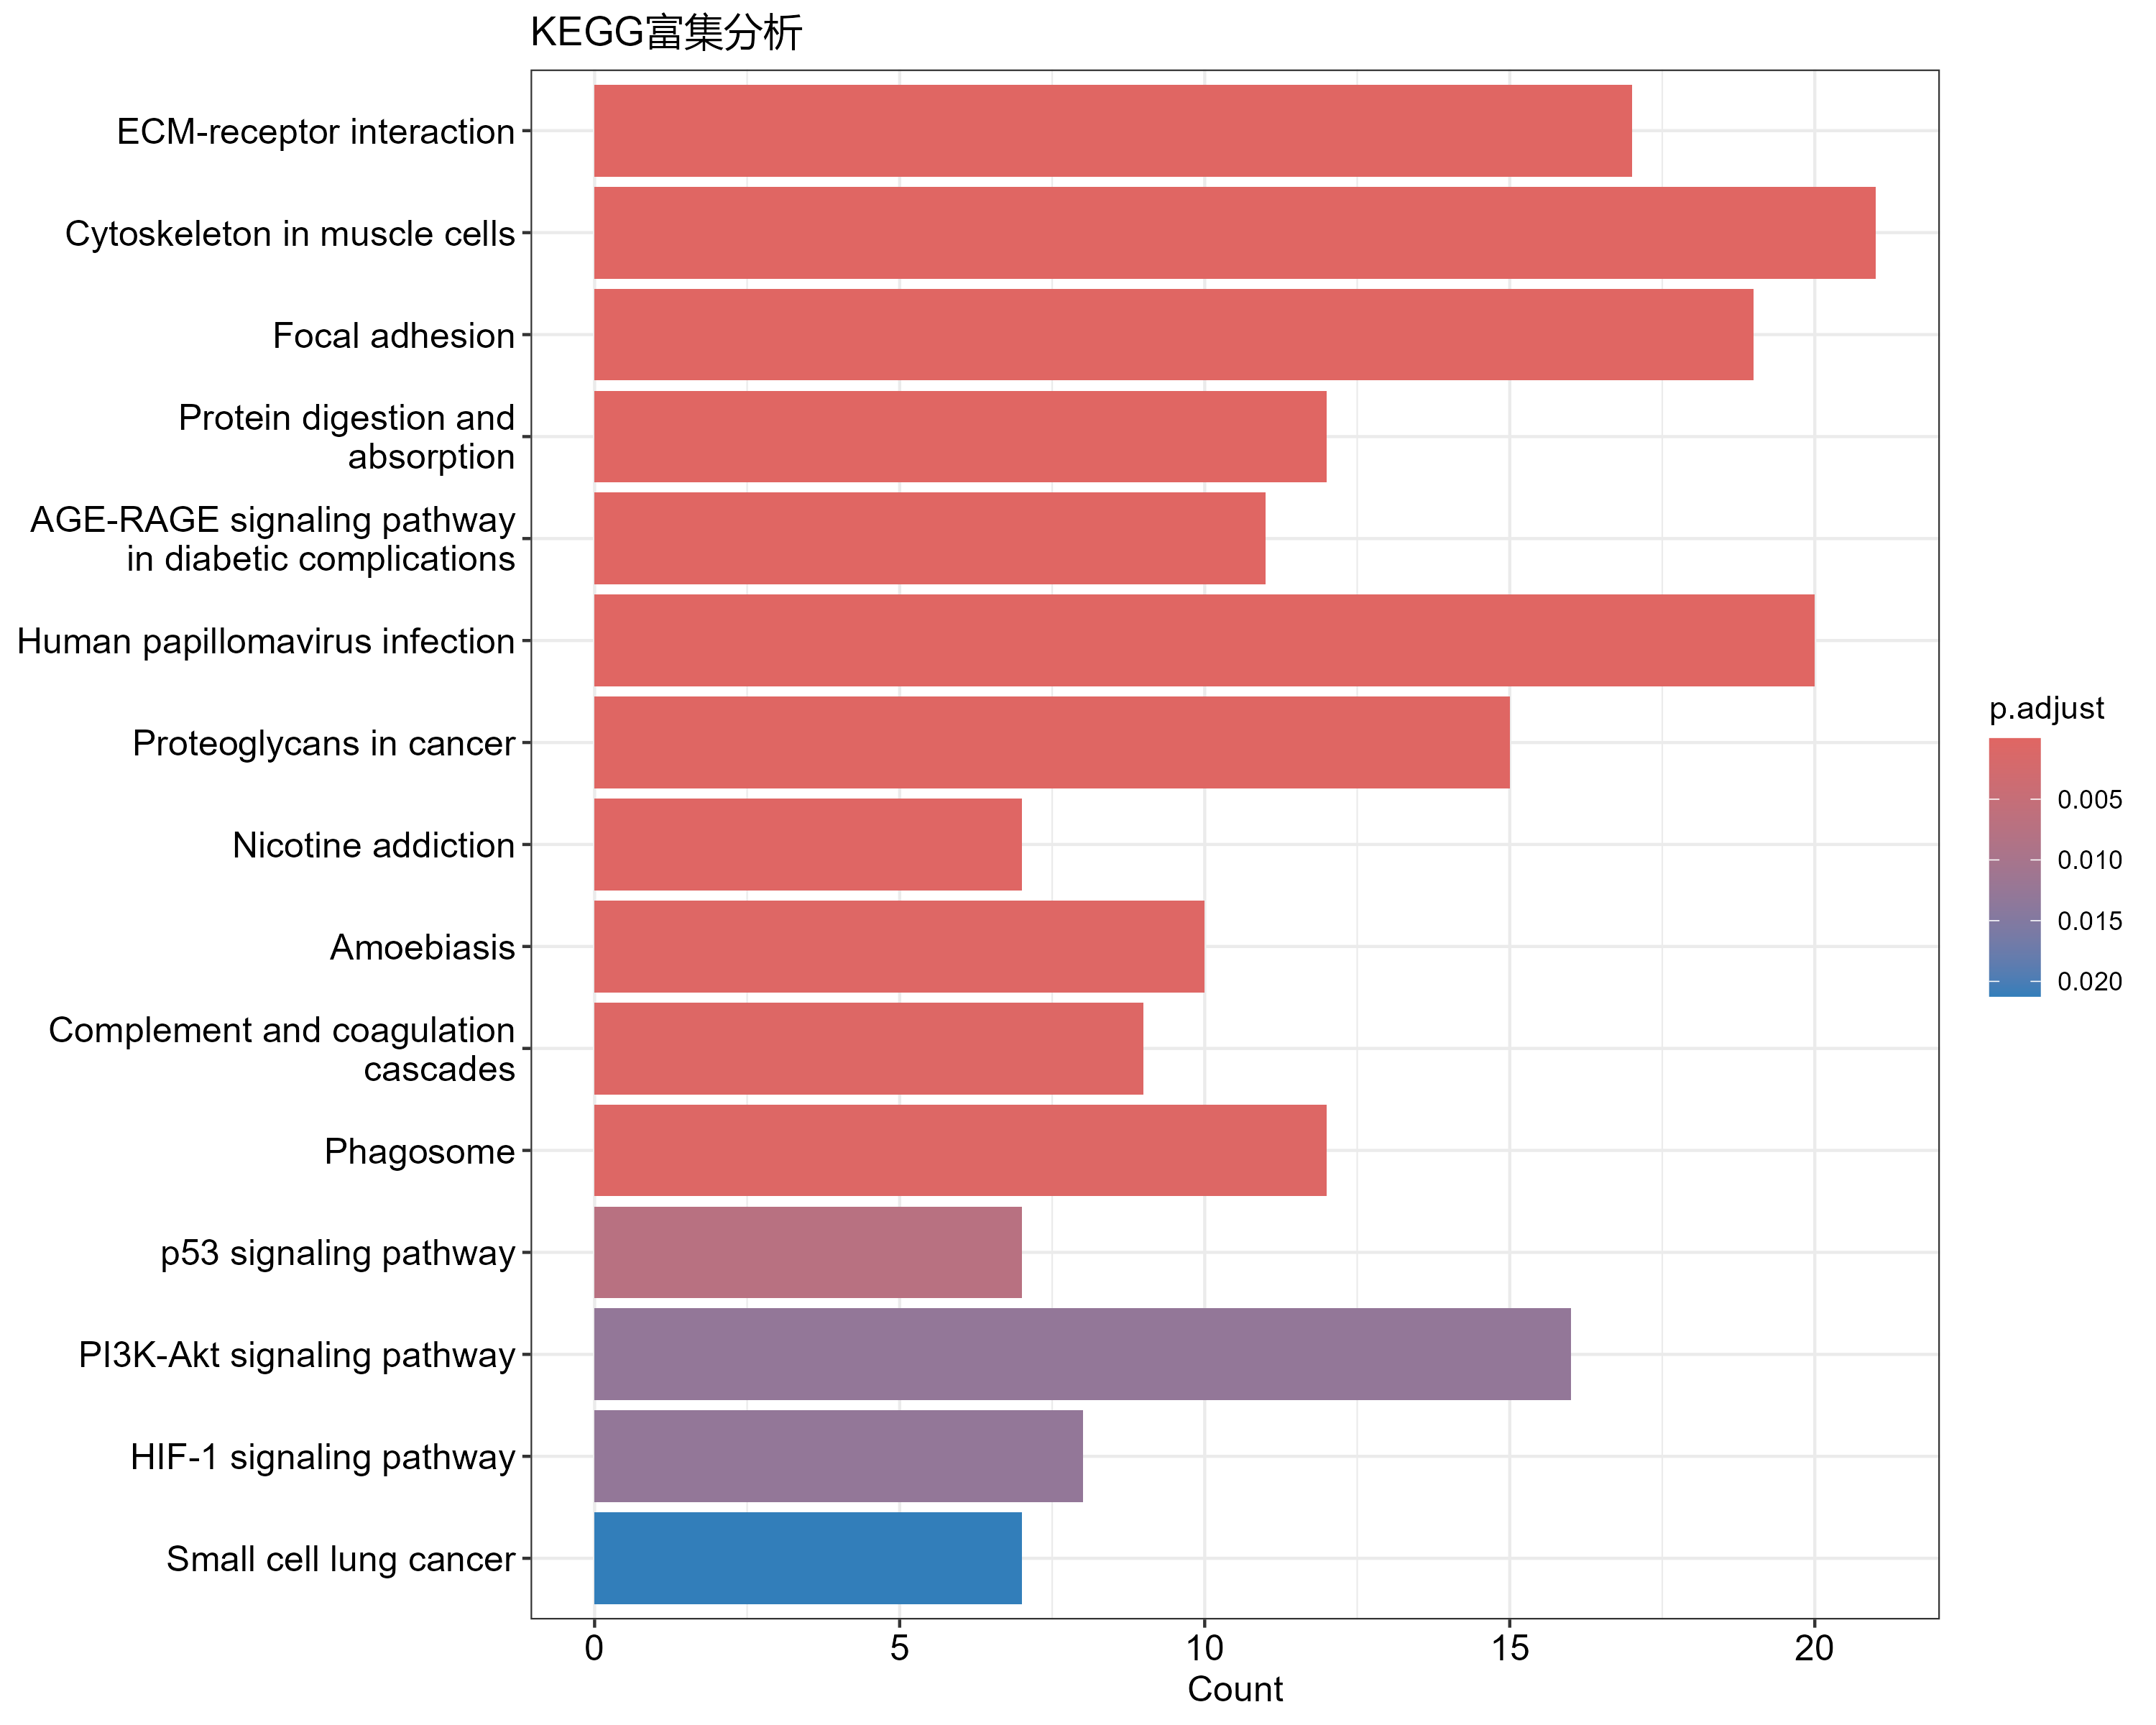 KEGG富集分析
ECM-receptor interaction
Cytoskeleton in muscle cells
Focal adhesion
Protein digestion and
absorption
AGE-RAGE signaling pathway
in diabetic complications
Human papillomavirus infection
Proteoglycans in cancer
Nicotine addiction
Amoebiasis
Complement and coagulation
cascades
Phagosome
p53 signaling pathway
PI3K-Akt signaling pathway
HIF-1 signaling pathway
Small cell lung cancer
0 5 10 15 20
Count
p.adjust
0.005
0.010
0.015
0.020